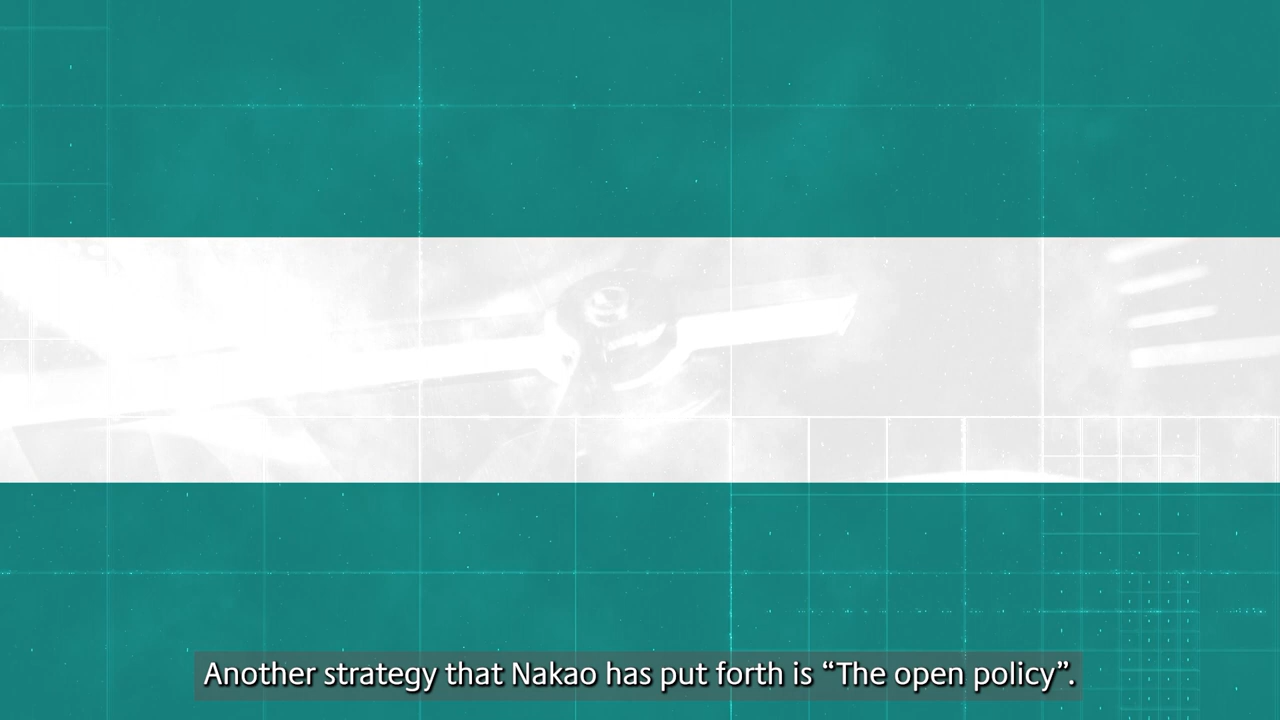 Another strategy that Nakao has put forth is “The open policy”.